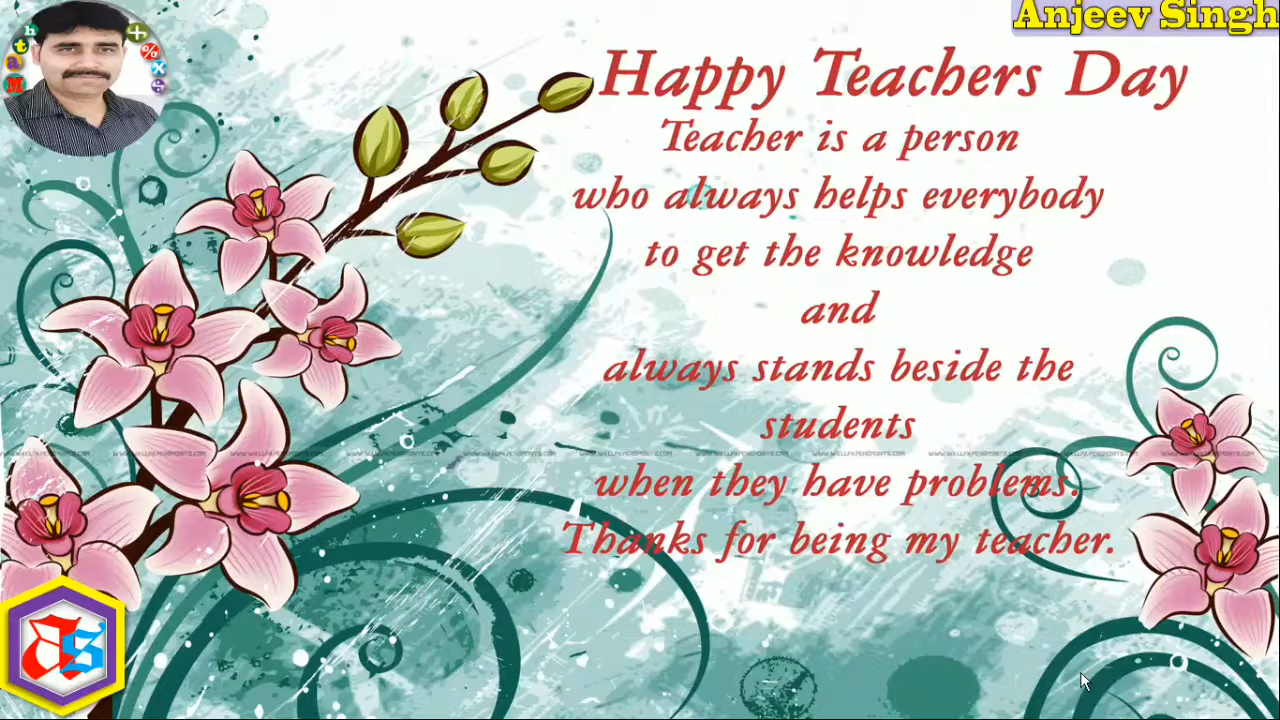 Anjeev Singh
Happy Teachers Day
Teacher is a person
who always helps everybody
to get the knowledge
and
always stands beside the
students
when they have problems.
Thanks for being my teacher.
M a t h
+ % x
AS